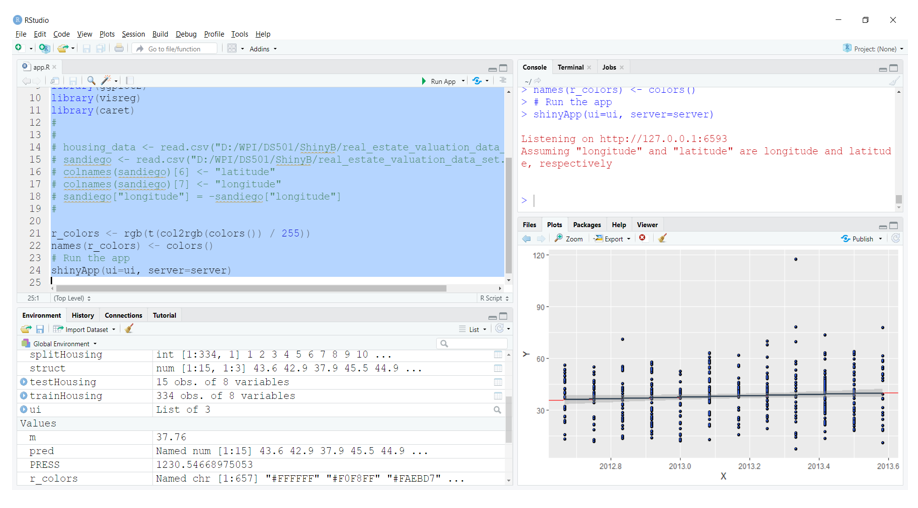 RStudio
File Edit Code View Plots Session Build Debug Profile Tools Help
Go to file/function Addins Project: (None)
app.R
Run App
library(ggplot2)
10 library(visreg)
11 library(caret)
12 #
13 #
14 # housing_data <- read.csv("D:/WPI/DS501/ShinyB/real_estate_valuation_data_
15 # sandiego <- read.csv("D:/WPI/DS501/ShinyB/real_estate_valuation_data_set.
16 # colnames(sandiego)[6] <- "latitude"
17 # colnames(sandiego)[7] <- "longitude"
18 # sandiego["longitude"] = -sandiego["longitude"]
19 #
20
21 r_colors <- rgb(t(col2rgb(colors()) / 255))
22 names(r_colors) <- colors()
23 # Run the app
24 shinyApp(ui=ui, server=server)
25
25:1 (Top Level) R Script
Environment History Connections Tutorial
Import Dataset List
Global Environment
splitHousing int [1:334, 1] 1 2 3 4 5 6 7 8 9 10 ...
struct num [1:15, 1:3] 43.6 42.9 37.9 45.5 44.9 ...
testHousing 15 obs. of 8 variables
trainHousing 334 obs. of 8 variables
ui List of 3
Values
m 37.76
pred Named num [1:15] 43.6 42.9 37.9 45.5 44.9 ...
PRESS 1230.54668975053
r_colors Named chr [1:657] "#FFFFFF" "#F0F8FF" "#FAEBD7" ...
Console Terminal Jobs
~/
> names(r_colors) <- colors()
> # Run the app
> shinyApp(ui=ui, server=server)
Listening on http://127.0.0.1:6593
Assuming "longitude" and "latitude" are longitude and latitud
e, respectively
>
Files Plots Packages Help Viewer
Zoom Export Publish
120
90
60
30
Y
2012.8 2013.0 2013.2 2013.4 2013.6
X